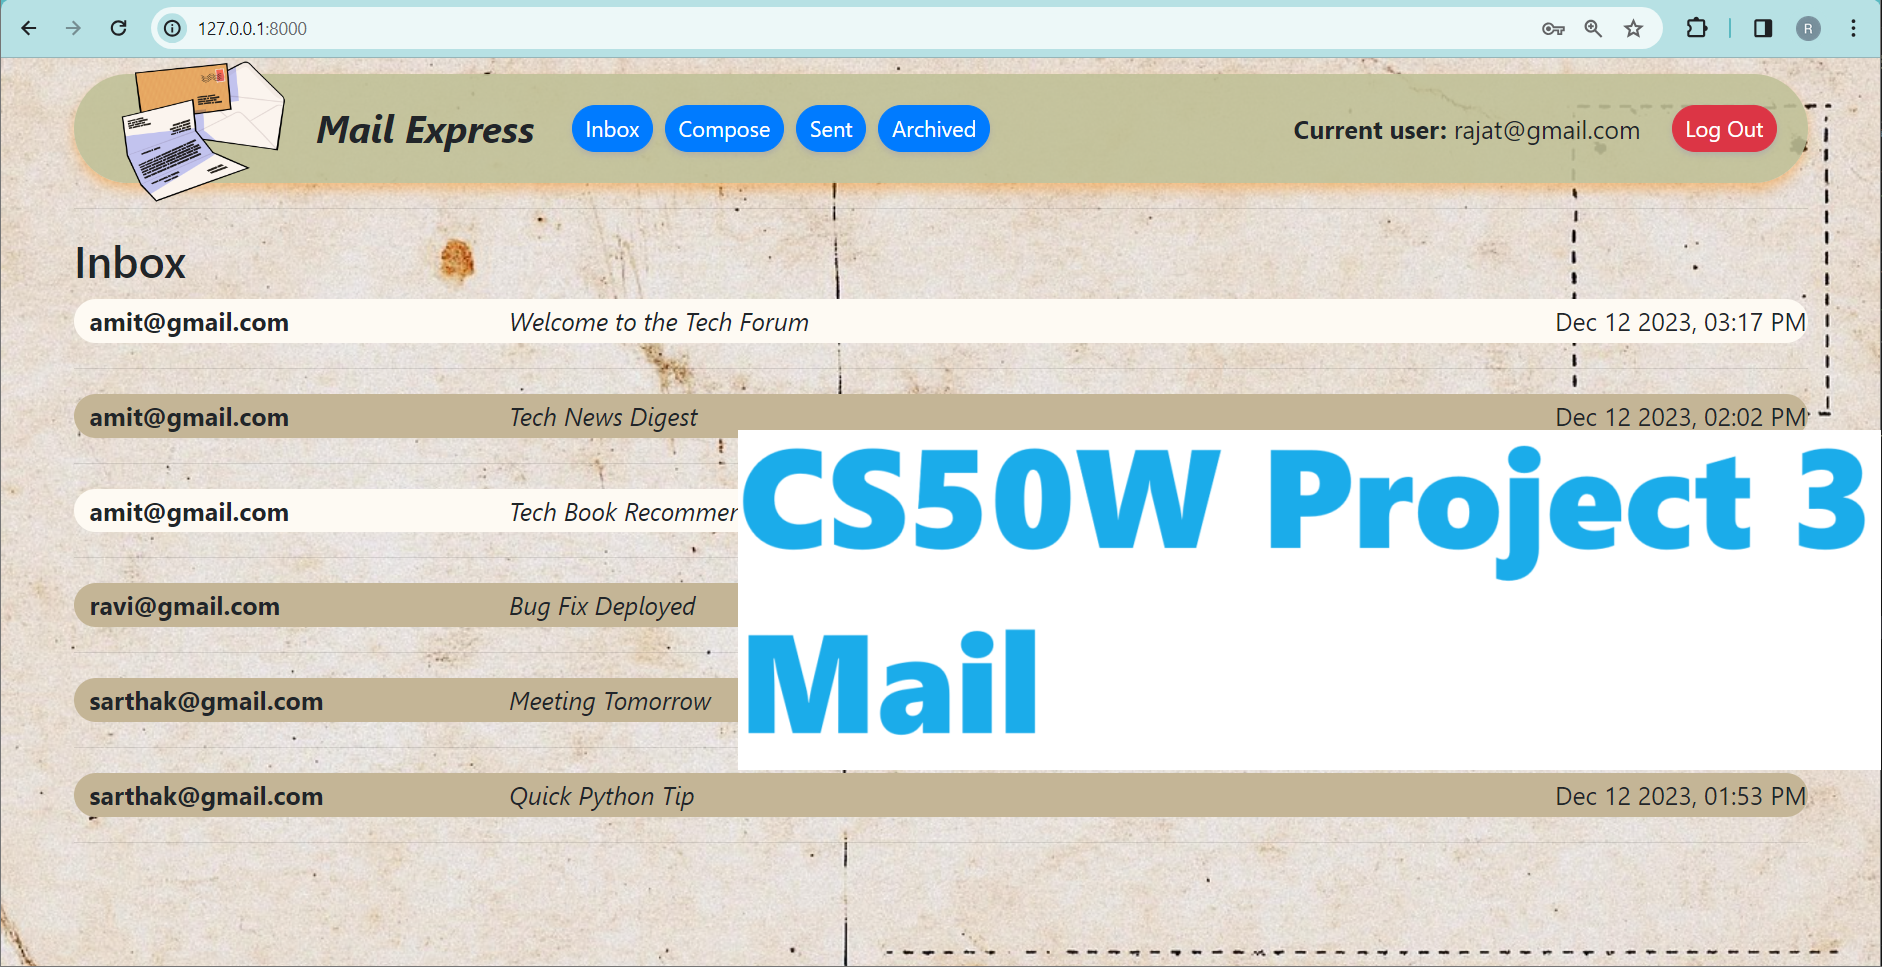 127.0.0.1:8000
R
Mail Express
Inbox
Compose
Sent
Archived
Current user: rajat@gmail.com
Log Out
Inbox
amit@gmail.com Welcome to the Tech Forum Dec 12 2023, 03:17 PM
amit@gmail.com Tech News Digest Dec 12 2023, 02:02 PM
amit@gmail.com Tech Book Recommen
ravi@gmail.com Bug Fix Deployed
sarthak@gmail.com Meeting Tomorrow
CS50W Project 3
Mail
sarthak@gmail.com Quick Python Tip Dec 12 2023, 01:53 PM